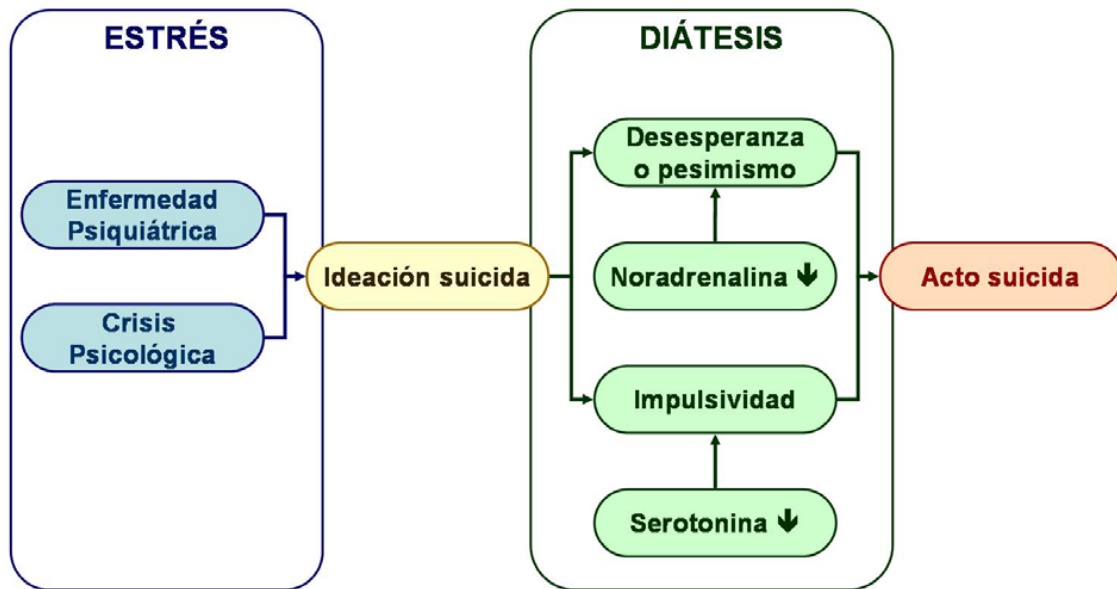 ESTRÉS
Enfermedad
Psiquiátrica
Crisis
Psicológica
Ideación suicida
DIÁTESIS
Desesperanza
o pesimismo
Noradrenalina 🡻
Impulsividad
Serotonina 🡻
Acto suicida